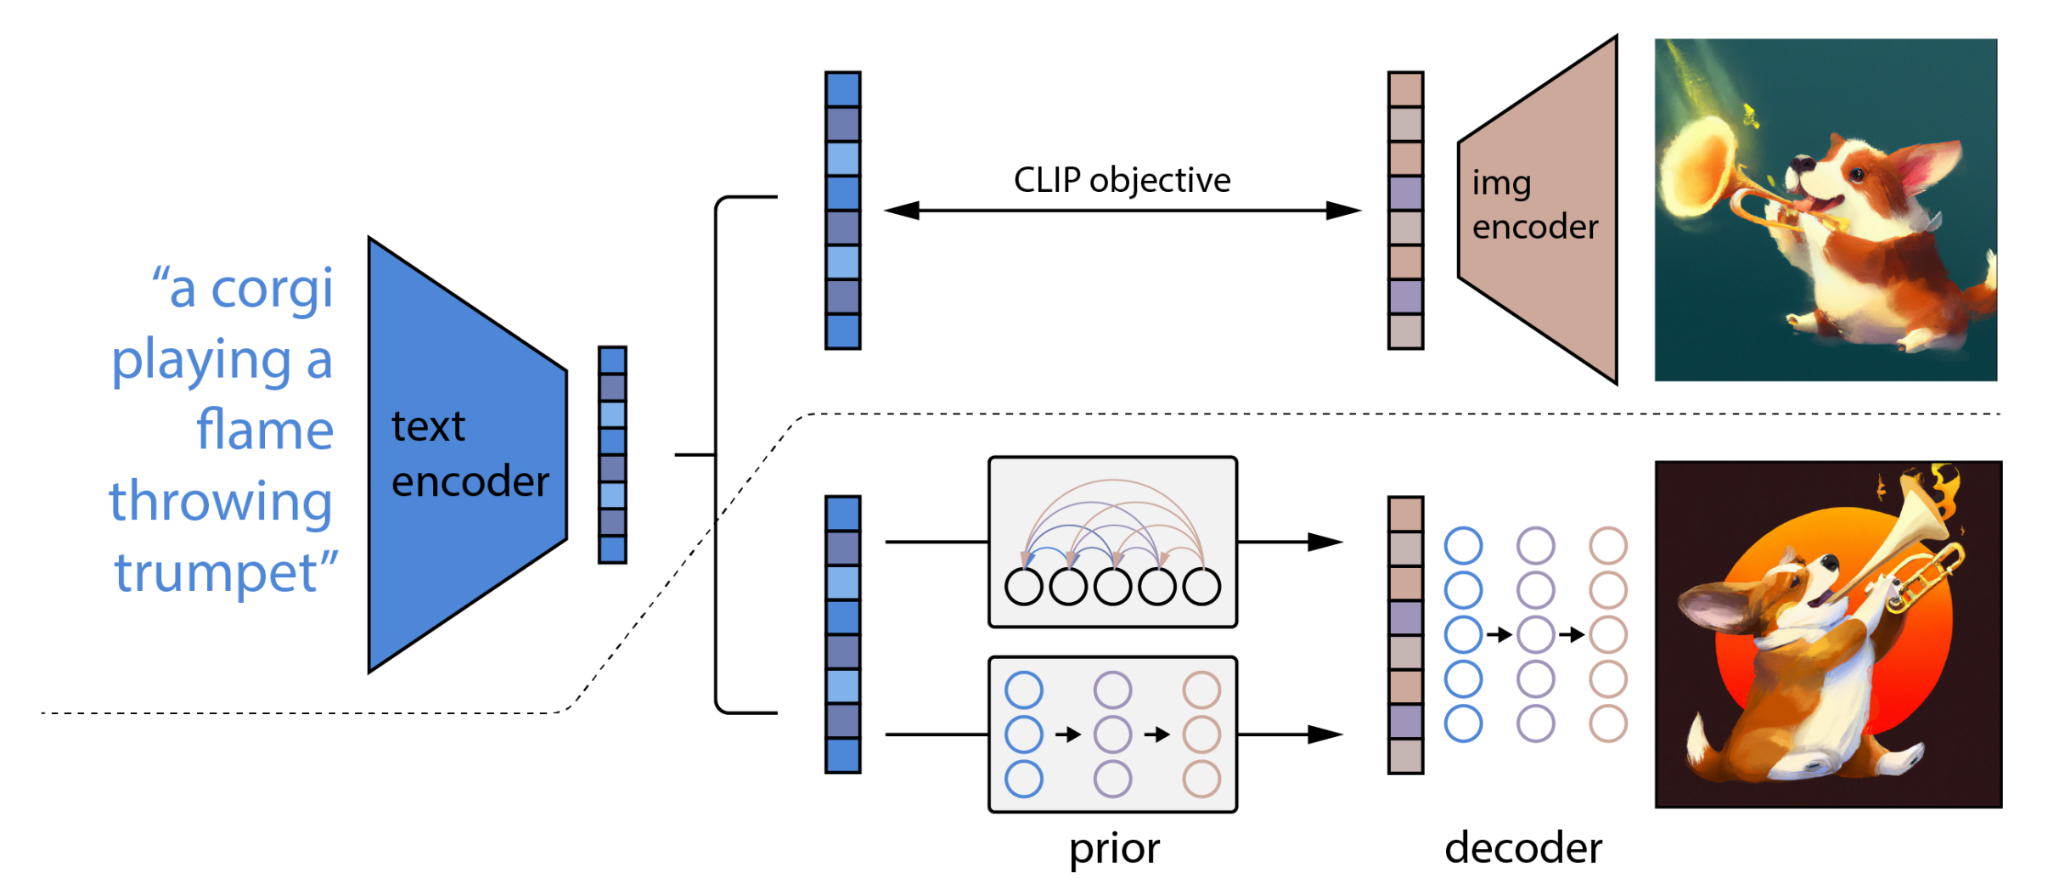 “a corgi
playing a
flame
throwing
trumpet”
text
encoder
CLIP objective
img
encoder
prior
decoder